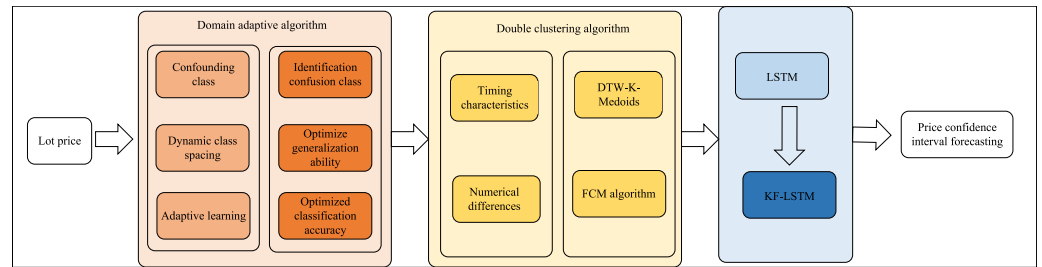 Lot price
Domain adaptive algorithm
Confounding
class
Dynamic class
spacing
Adaptive learning
Identification
confusion class
Optimize
generalization
ability
Optimized
classification
accuracy
Double clustering algorithm
Timing
characteristics
Numerical
differences
DTW-K-
Medoids
FCM algorithm
LSTM
KF-LSTM
Price confidence
interval forecasting